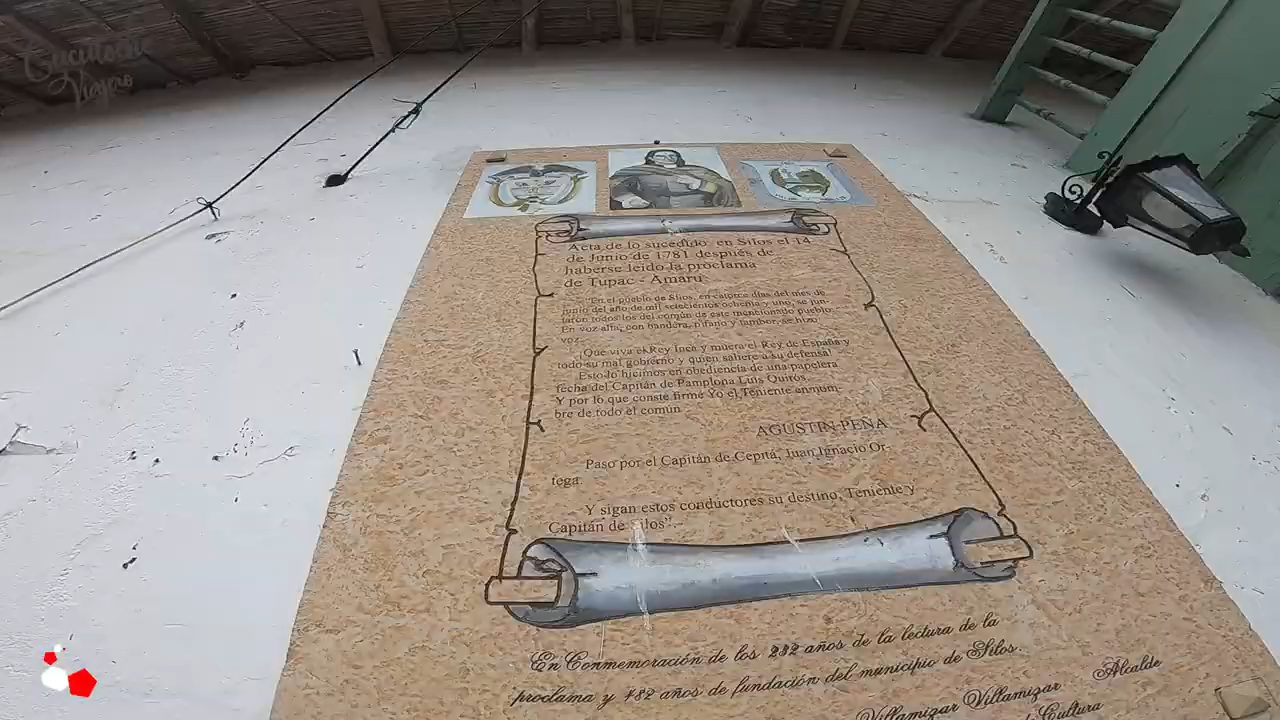 Cucutoche
Viajero
Acta de lo sucedido en Silos el 14
de Junio de 1781 después de
haberse leido la proclama
de Tupac - Amaru
"En el pueblo de Silos, en catorce días del mes de
junio del año de mil setecientos ochenta y uno, se jun-
taron todos los del común de este mencionado pueblo.
En voz alta, con bandera, pífano y tambor, se hizo
voz.
¡Que viva el Rey Inca y muera el Rey de España y
todo su mal gobierno y quien saliere a su defensa!
Esto lo hicimos en obediencia de una papelera
fecha del Capitán de Pamplona Luis Quirós.
Y por lo que consté firmé Yo el Teniente en num-
bre de todo el común
AGUSTIN PEÑA
Paso por el Capitán de Cepitá, Juan Ignacio Or-
tega.
Y sigan estos conductores su destino, Teniente y
Capitán de Silos".
En Conmemoración de los 232 años de la lectura de la
proclama y 482 años de fundación del municipio de Silos.
Villamizar Villamizar Alcalde
Cultura